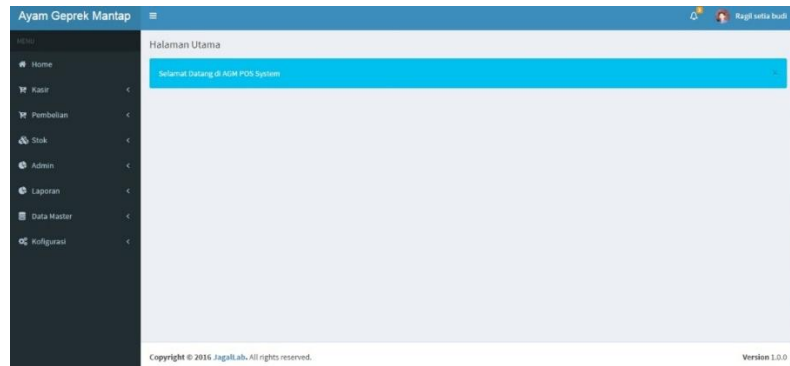 Ayam Geprek Mantap
Ragil setia budi
MENU
Halaman Utama
Home
Selamat Datang di AGM POS System
Kasir
Pembelian
Stok
Admin
Laporan
Data Master
Kofigurasi
Copyright © 2016 JagalLab. All rights reserved.
Version 1.0.0